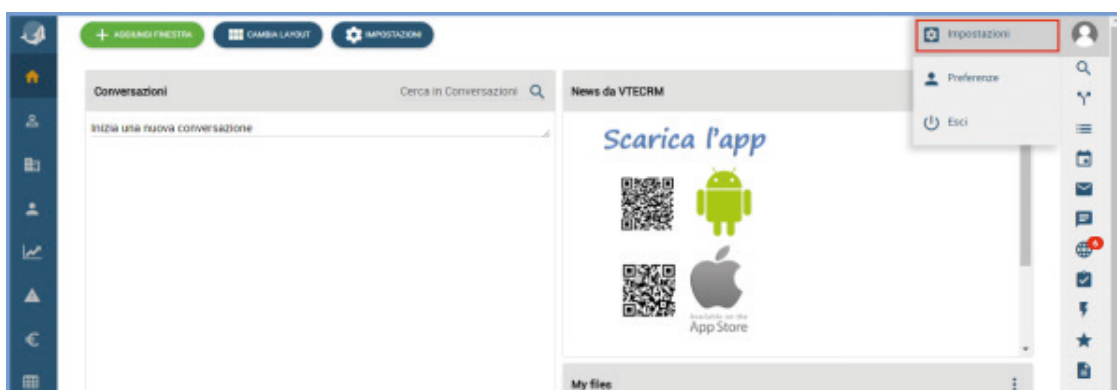 AGGIUNGI FINESTRA
CAMBIA LAYOUT
IMPOSTAZIONI
Impostazioni
Preferenze
Esci
Conversazioni
Cerca in Conversazioni
Inizia una nuova conversazione
News da VTECRM
Scarica l'app
Available on the
App Store
6
My files